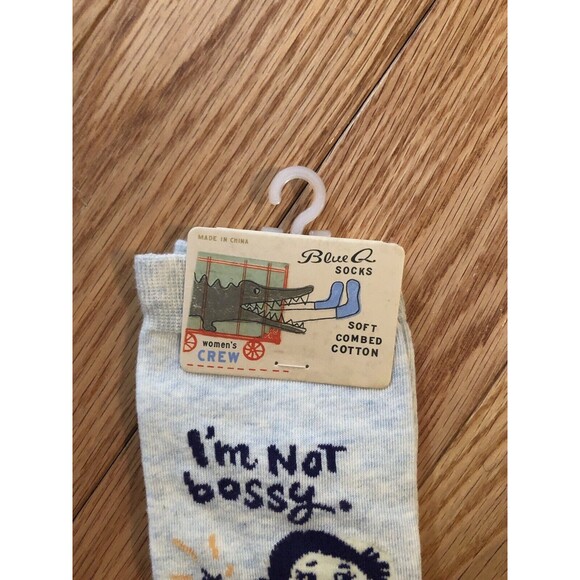 MADE IN CHINA
Blue Q
SOCKS
SOFT
COMBED
COTTON
women's
CREW
I'm NOT
bossy.